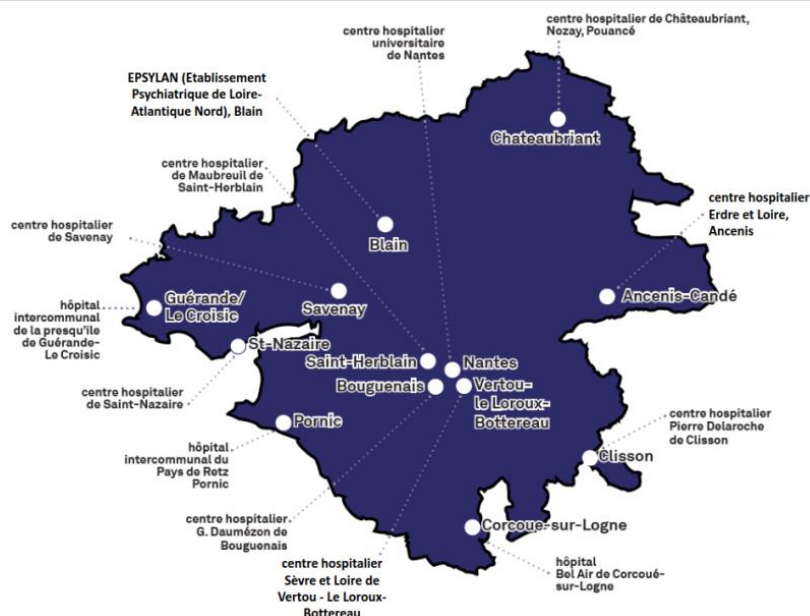 centre hospitalier de Châteaubriant,
Nozay, Pouancé
centre hospitalier
universitaire
de Nantes
EPSYLAN (Etablissement
Psychiatrique de Loire-
Atlantique Nord), Blain
Chateaubriant
centre hospitalier
de Maubreuil de
Saint-Herblain
centre hospitalier
Erdre et Loire,
Ancenis
centre hospitalier
de Savenay
Blain
Guérande/
Le Croisic
Savenay
Ancenis-Candé
hôpital
intercommunal
de la presqu'île
de Guérande-
Le Croisic
St-Nazaire
Saint-Herblain
Nantes
Bouguenais
Vertou-
le Loroux-
Bottereau
centre hospitalier
de Saint-Nazaire
centre hospitalier
Pierre Delaroche
de Clisson
Pornic
Clisson
hôpital
intercommunal du
Pays de Retz
Pornic
centre hospitalier
G. Daumézon de
Bouguenais
Corcoue-sur-Logne
centre hospitalier
Sèvre et Loire de
Vertou - Le Loroux-
Bottereau
hôpital
Bel Air de Corcoué-
sur-Logne